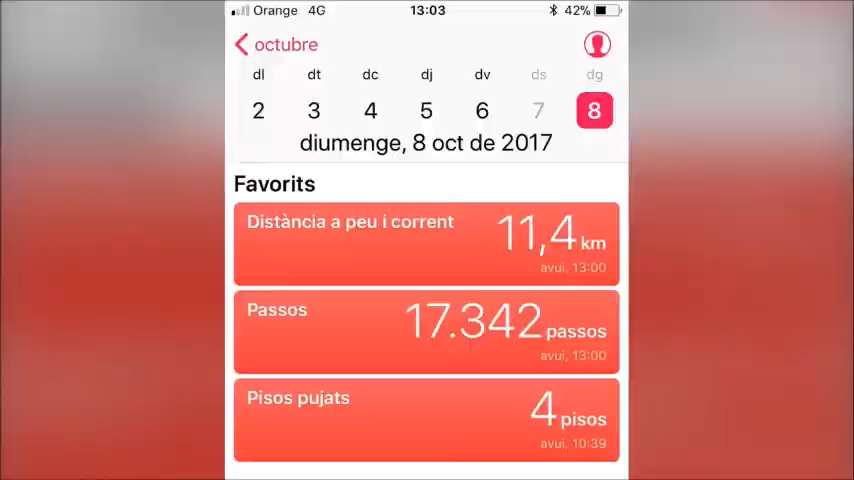 Orange 4G 13:03 42%
octubre
dl dt dc dj dv ds dg
2 3 4 5 6 7 8
diumenge, 8 oct de 2017
Favorits
Distància a peu i corrent 11,4 km
avui, 13:00
Passos 17.342 passos
avui, 13:00
Pisos pujats 4 pisos
avui, 10:39